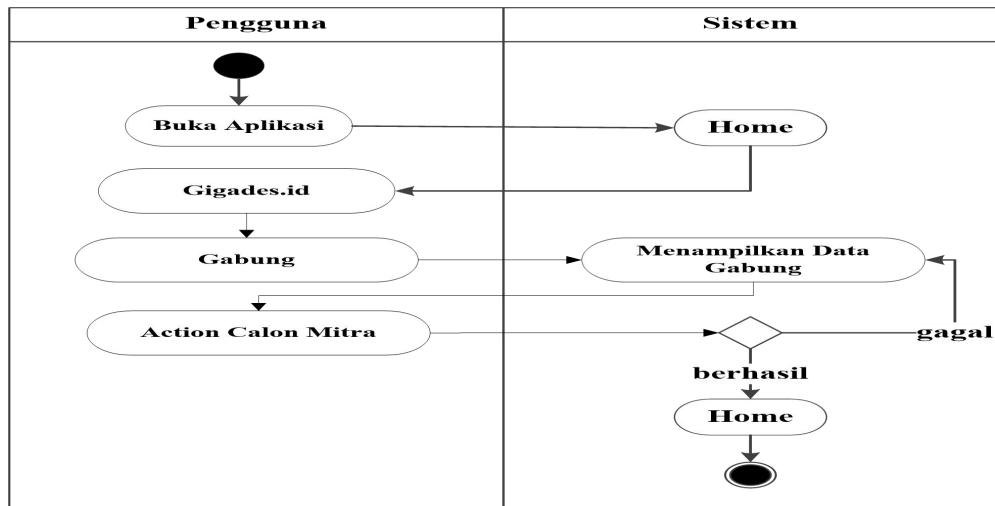 Pengguna
Sistem
Buka Aplikasi
Home
Gigades.id
Gabung
Menampilkan Data
Gabung
Action Calon Mitra
gagal
berhasil
Home